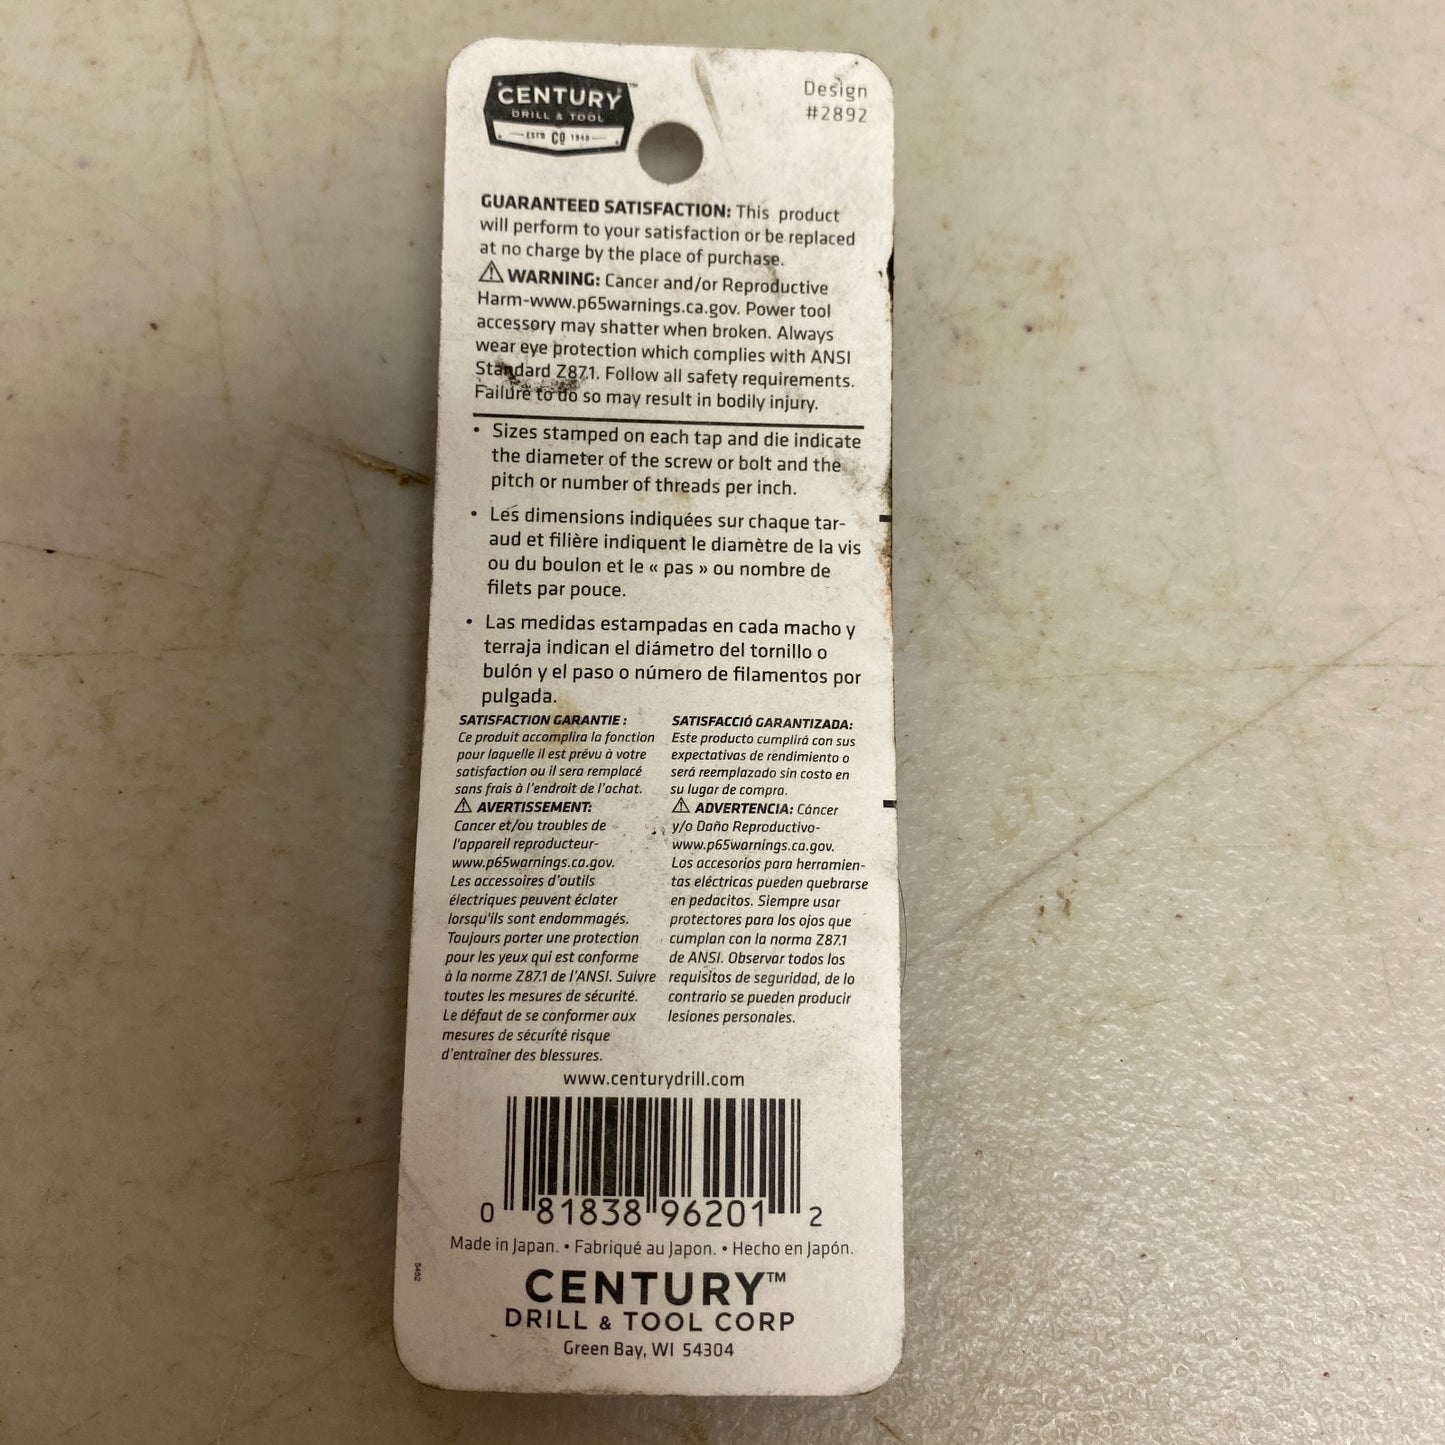 CENTURY™
DRILL & TOOL
ESTD CO 1940
Design
#2892
GUARANTEED SATISFACTION: This product
will perform to your satisfaction or be replaced
at no charge by the place of purchase.
⚠ WARNING: Cancer and/or Reproductive
Harm-www.p65warnings.ca.gov. Power tool
accessory may shatter when broken. Always
wear eye protection which complies with ANSI
Standard Z87.1. Follow all safety requirements.
Failure to do so may result in bodily injury.
• Sizes stamped on each tap and die indicate
the diameter of the screw or bolt and the
pitch or number of threads per inch.
• Les dimensions indiquées sur chaque tar-
aud et filière indiquent le diamètre de la vis
ou du boulon et le « pas » ou nombre de
filets par pouce.
• Las medidas estampadas en cada macho y
terraja indican el diámetro del tornillo o
bulón y el paso o número de filamentos por
pulgada.
SATISFACTION GARANTIE :
Ce produit accomplira la fonction
pour laquelle il est prévu à votre
satisfaction ou il sera remplacé
sans frais à l'endroit de l'achat.
⚠ AVERTISSEMENT:
Cancer et/ou troubles de
l'appareil reproducteur-
www.p65warnings.ca.gov.
Les accessoires d'outils
électriques peuvent éclater
lorsqu'ils sont endommagés.
Toujours porter une protection
pour les yeux qui est conforme
à la norme Z87.1 de l'ANSI. Suivre
toutes les mesures de sécurité.
Le défaut de se conformer aux
mesures de sécurité risque
d'entraîner des blessures.
SATISFACCIÓ GARANTIZADA:
Este producto cumplirá con sus
expectativas de rendimiento o
será reemplazado sin costo en
su lugar de compra.
⚠ ADVERTENCIA: Cáncer
y/o Daño Reproductivo-
www.p65warnings.ca.gov.
Los accesorios para herramien-
tas eléctricas pueden quebrarse
en pedacitos. Siempre usar
protectores para los ojos que
cumplan con la norma Z87.1
de ANSI. Observar todos los
requisitos de seguridad, de lo
contrario se pueden producir
lesiones personales.
www.centurydrill.com
0 81838 96201 2
Made in Japan. • Fabriqué au Japon. • Hecho en Japón.
5452
CENTURY™
DRILL & TOOL CORP
Green Bay, WI 54304